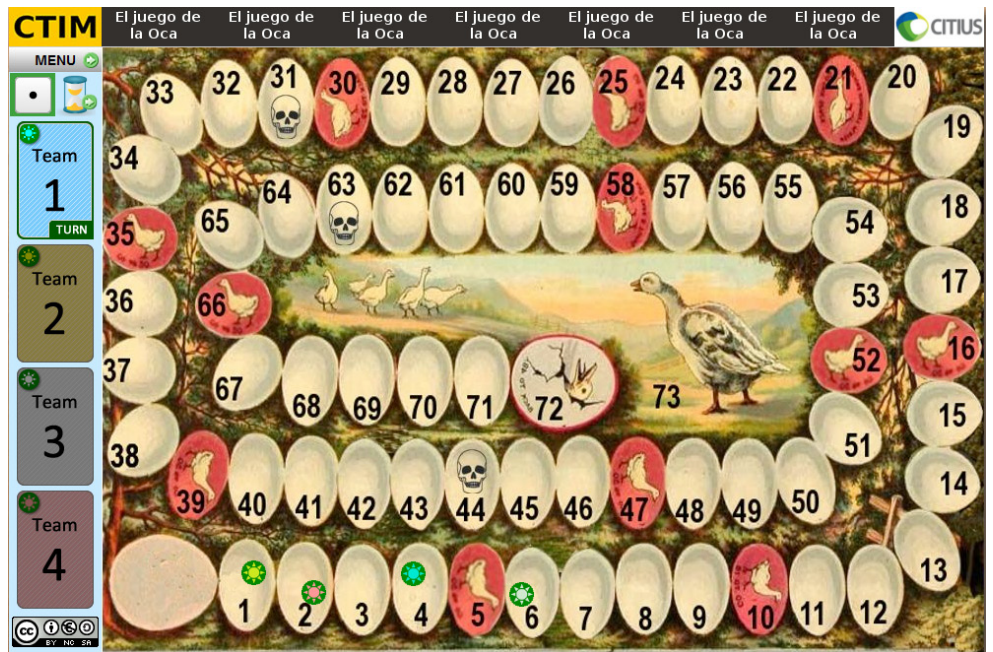 CTIM
El juego de
la Oca
El juego de
la Oca
El juego de
la Oca
El juego de
la Oca
El juego de
la Oca
El juego de
la Oca
El juego de
la Oca
CITIUS
MENU
Team
1
TURN
Team
2
Team
3
Team
4
CC BY NC SA
33 32 31 30 29 28 27 26 25 24 23 22 21 20
19
34
64 63 62 61 60 59 58 57 56 55
65
54
18
35
36
66
53
17
37
67 68 69 70 71 72 73
52
16
38
51
15
39 40 41 42 43 44 45 46 47 48 49 50
14
13
1 2 3 4 5 6 7 8 9 10 11 12